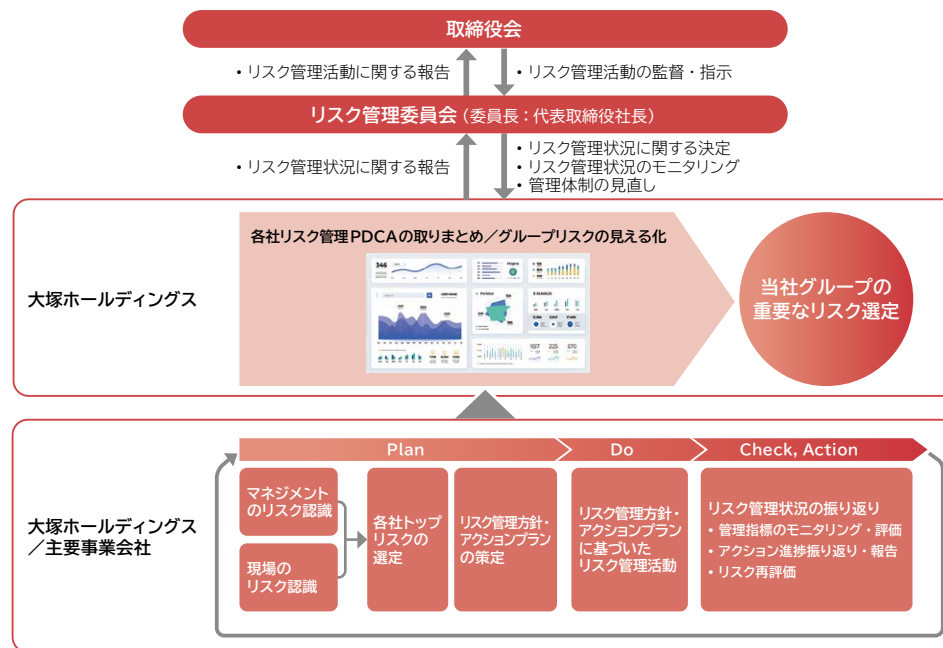 取締役会
・リスク管理活動に関する報告
・リスク管理活動の監督・指示
リスク管理委員会（委員長：代表取締役社長）
・リスク管理状況に関する報告
・リスク管理状況に関する決定
・リスク管理状況のモニタリング
・管理体制の見直し
大塚ホールディングス
各社リスク管理PDCAの取りまとめ／グループリスクの見える化
346
957
225
570
当社グループの
重要なリスク選定
大塚ホールディングス
／主要事業会社
Plan
Do
Check, Action
マネジメント
のリスク認識
現場の
リスク認識
各社トップ
リスクの
選定
リスク管理方針・
アクションプラン
の策定
リスク管理方針・
アクションプラン
に基づいた
リスク管理活動
リスク管理状況の振り返り
・管理指標のモニタリング・評価
・アクション進捗振り返り・報告
・リスク再評価